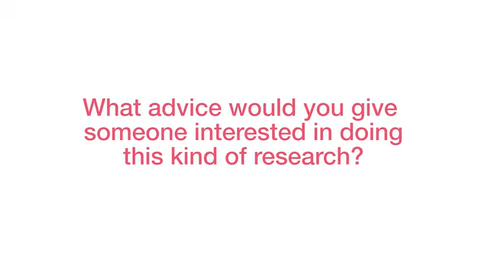 What advice would you give
someone interested in doing
this kind of research?